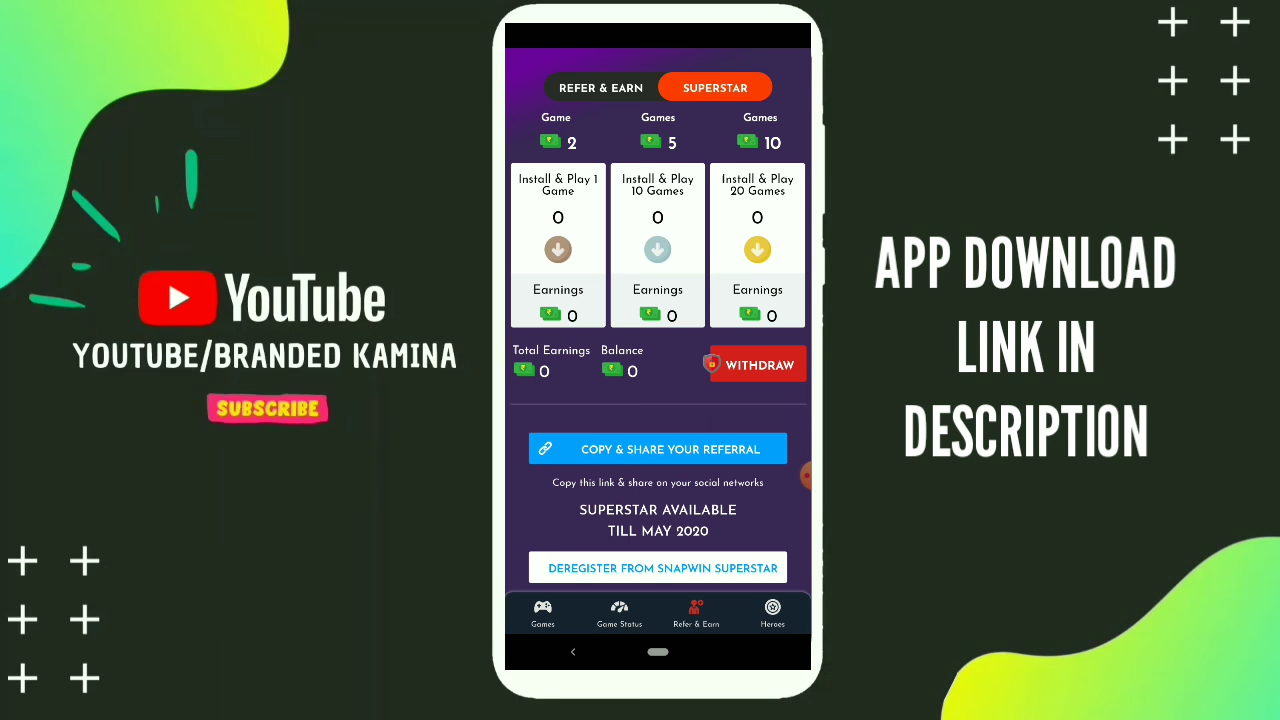 YouTube
YOUTUBE/BRANDED KAMINA
SUBSCRIBE
REFER & EARN SUPERSTAR
Game Games Games
2 5 10
Install & Play 1 Game
Install & Play 10 Games
Install & Play 20 Games
0 0 0
Earnings Earnings Earnings
0 0 0
Total Earnings Balance
0 0
WITHDRAW
COPY & SHARE YOUR REFERRAL
Copy this link & share on your social networks
SUPERSTAR AVAILABLE
TILL MAY 2020
DEREGISTER FROM SNAPWIN SUPERSTAR
Games Game Status Refer & Earn Heroes
APP DOWNLOAD
LINK IN
DESCRIPTION